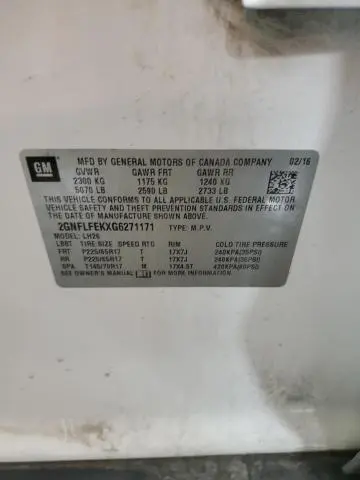 GM
MFD BY GENERAL MOTORS OF CANADA COMPANY 02/16
GVWR GAWR FRT GAWR RR
2300 KG 1175 KG 1240 KG
5070 LB 2590 LB 2733 LB
THIS VEHICLE CONFORMS TO ALL APPLICABLE U.S. FEDERAL MOTOR
VEHICLE SAFETY, BUMPER, AND THEFT PREVENTION STANDARDS IN
EFFECT ON THE DATE OF MANUFACTURE SHOWN ABOVE.
2GNFLFEKXG6271171 TYPE: M.P.V.
MODEL: LH26
TIRE SIZE SPEED RTG RIM COLD TIRE PRESSURE
FRT P225/65R17 T 17X7J 240KPA(35PSI)
RR P225/65R17 T 17X7J 240KPA(35PSI)
SPA T145/70R17 M 17X4.5T 420KPA(60PSI)
SEE OWNER'S MANUAL FOR ADDITIONAL INFORMATION.